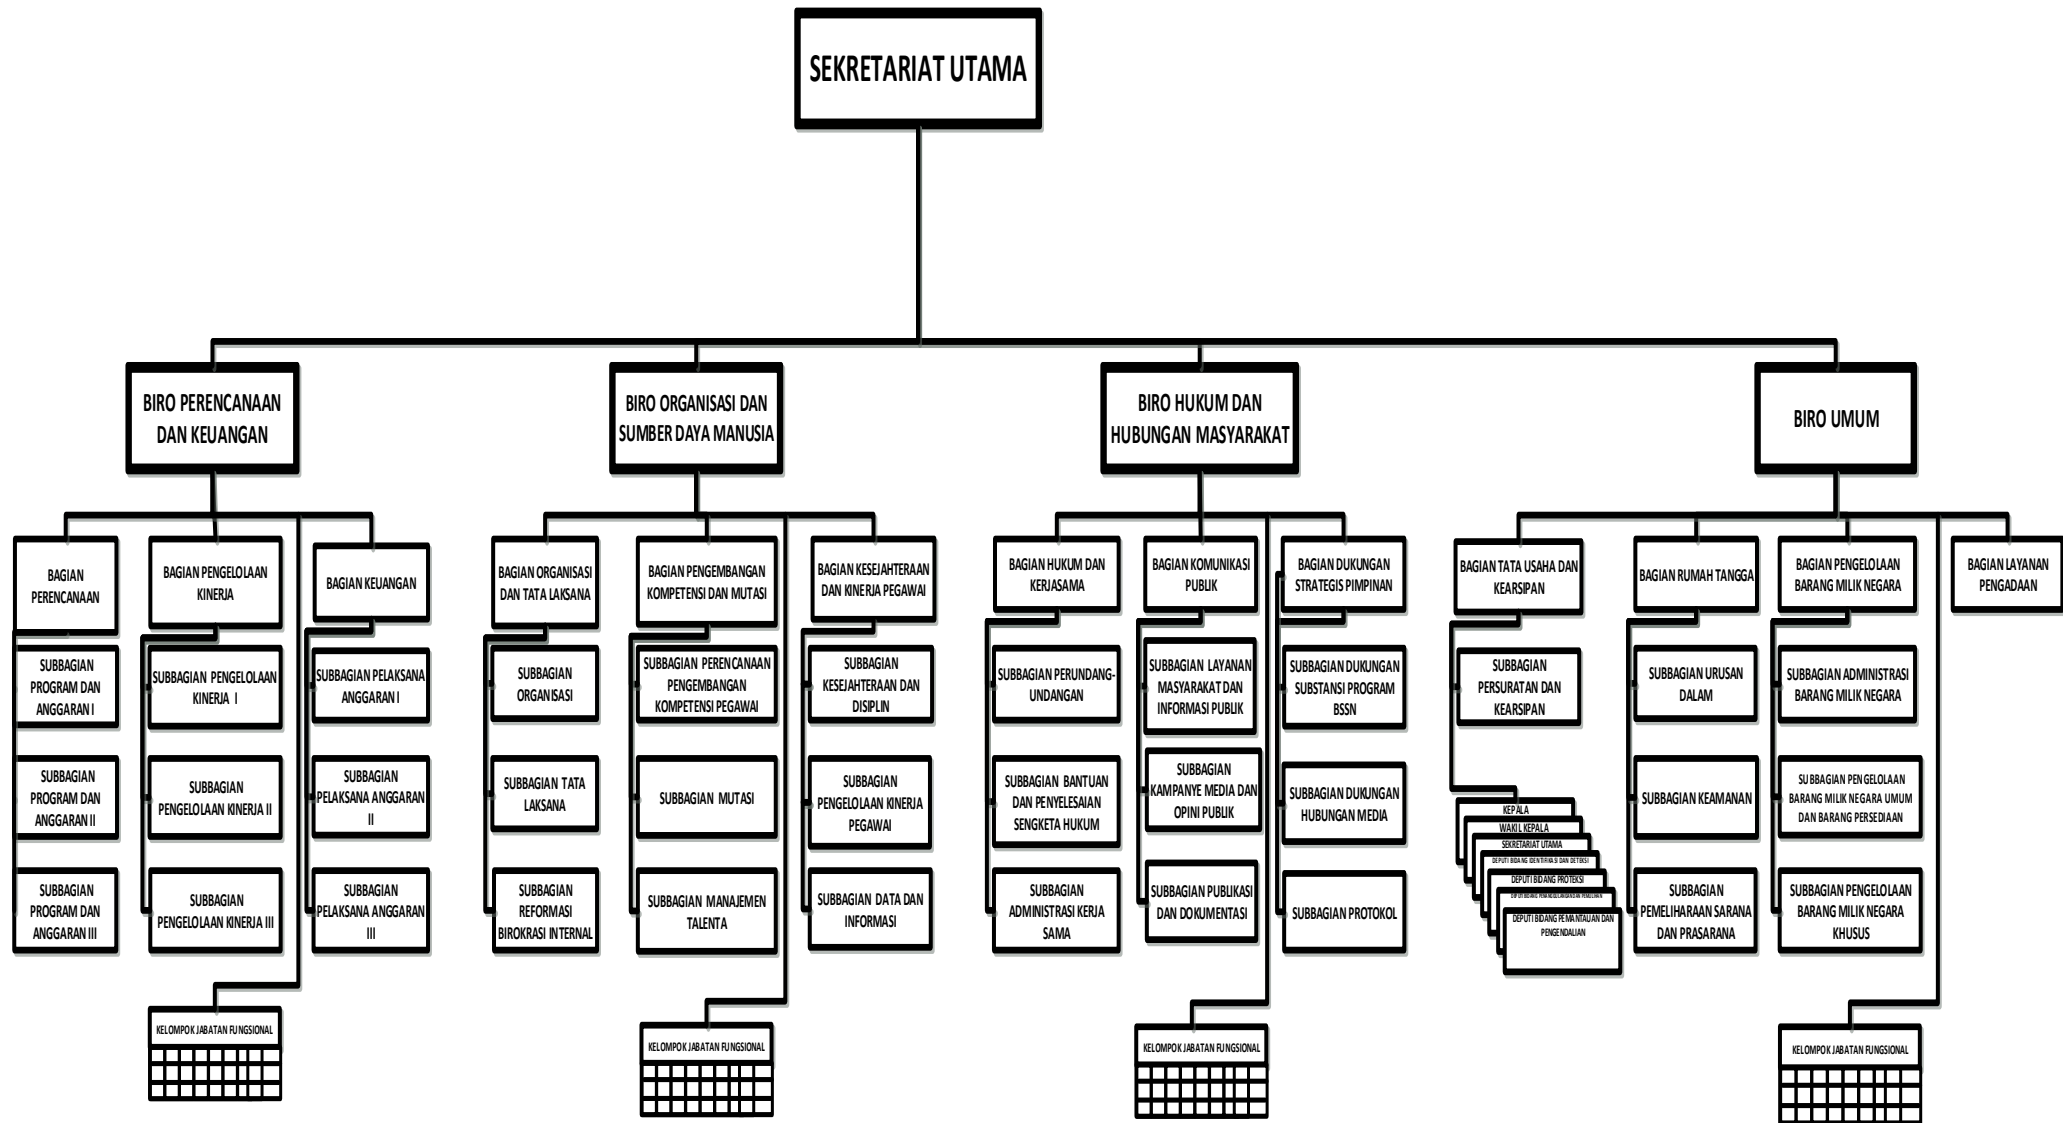 SEKRETARIAT UTAMA
BIRO PERENCANAAN
DAN KEUANGAN
BIRO ORGANISASI DAN
SUMBER DAYA MANUSIA
BIRO HUKUM DAN
HUBUNGAN MASYARAKAT
BIRO UMUM
BAGIAN
PERENCANAAN
BAGIAN PENGELOLAAN
KINERJA
BAGIAN KEUANGAN
BAGIAN ORGANISASI
DAN TATA LAKSANA
BAGIAN PENGEMBANGAN
KOMPETENSI DAN MUTASI
BAGIAN KESEJAHTERAAN
DAN KINERJA PEGAWAI
BAGIAN HUKUM DAN
KERJASAMA
BAGIAN KOMUNIKASI
PUBLIK
BAGIAN DUKUNGAN
STRATEGIS PIMPINAN
BAGIAN TATA USAHA DAN
KEARSIPAN
BAGIAN RUMAH TANGGA
BAGIAN PENGELOLAAN
BARANG MILIK NEGARA
BAGIAN LAYANAN
PENGADAAN
SUBBAGIAN
PROGRAM DAN
ANGGARAN I
SUBBAGIAN PENGELOLAAN
KINERJA I
SUBBAGIAN PELAKSANA
ANGGARAN I
SUBBAGIAN
ORGANISASI
SUBBAGIAN PERENCANAAN
PENGEMBANGAN
KOMPETENSI PEGAWAI
SUBBAGIAN
KESEJAHTERAAN DAN
DISIPLIN
SUBBAGIAN PERUNDANG-
UNDANGAN
SUBBAGIAN LAYANAN
MASYARAKAT DAN
INFORMASI PUBLIK
SUBBAGIAN DUKUNGAN
SUBSTANSI PROGRAM
BSSN
SUBBAGIAN
PERSURATAN DAN
KEARSIPAN
SUBBAGIAN URUSAN
DALAM
SUBBAGIAN ADMINISTRASI
BARANG MILIK NEGARA
SUBBAGIAN
PROGRAM DAN
ANGGARAN II
SUBBAGIAN
PENGELOLAAN KINERJA II
SUBBAGIAN
PELAKSANA ANGGARAN
II
SUBBAGIAN TATA
LAKSANA
SUBBAGIAN MUTASI
SUBBAGIAN
PENGELOLAAN KINERJA
PEGAWAI
SUBBAGIAN BANTUAN
DAN PENYELESAIAN
SENGKETA HUKUM
SUBBAGIAN
KAMPANYE MEDIA DAN
OPINI PUBLIK
SUBBAGIAN DUKUNGAN
HUBUNGAN MEDIA
KEPALA
WAKIL KEPALA
SEKRETARIAT UTAMA
DEPUTI BIDANG IDENTIFIKASI DAN DETEKSI
DEPUTI BIDANG PROTEKSI
DEPUTI BIDANG PENANGGULANGAN DAN PEMULIHAN
DEPUTI BIDANG PEMANTAUAN DAN
PENGENDALIAN
SUBBAGIAN KEAMANAN
SUBBAGIAN PENGELOLAAN
BARANG MILIK NEGARA UMUM
DAN BARANG PERSEDIAAN
SUBBAGIAN
PROGRAM DAN
ANGGARAN III
SUBBAGIAN
PENGELOLAAN KINERJA III
SUBBAGIAN
PELAKSANA ANGGARAN
III
SUBBAGIAN
REFORMASI
BIROKRASI INTERNAL
SUBBAGIAN MANAJEMEN
TALENTA
SUBBAGIAN DATA DAN
INFORMASI
SUBBAGIAN
ADMINISTRASI KERJA
SAMA
SUBBAGIAN PUBLIKASI
DAN DOKUMENTASI
SUBBAGIAN PROTOKOL
SUBBAGIAN
PEMELIHARAAN SARANA
DAN PRASARANA
SUBBAGIAN PENGELOLAAN
BARANG MILIK NEGARA
KHUSUS
KELOMPOK JABATAN FUNGSIONAL
KELOMPOK JABATAN FUNGSIONAL
KELOMPOK JABATAN FUNGSIONAL
KELOMPOK JABATAN FUNGSIONAL